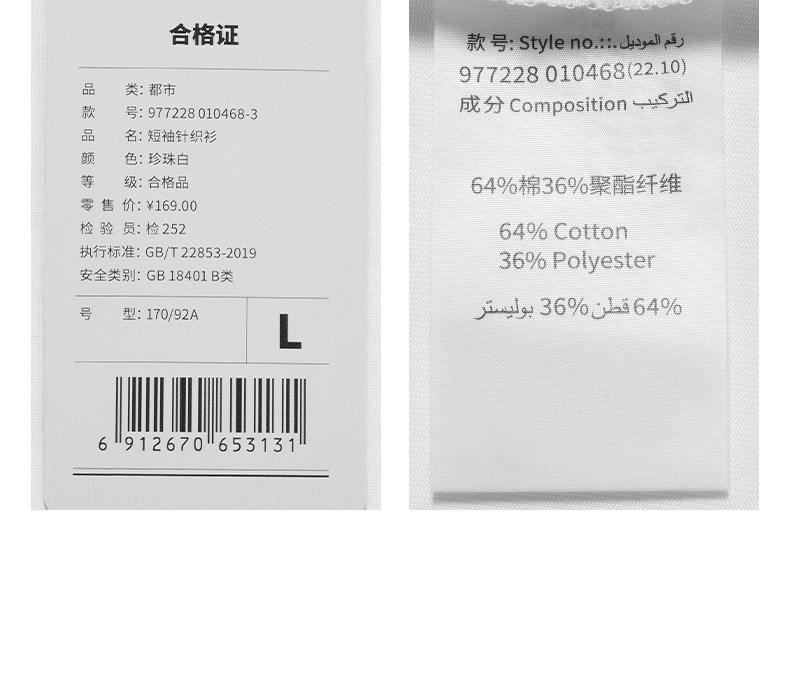 合格证
品 类: 都市
款 号: 977228 010468-3
品 名: 短袖针织衫
颜 色: 珍珠白
等 级: 合格品
零 售 价: ¥169.00
检 验 员: 检 252
执行标准: GB/T 22853-2019
安全类别: GB 18401 B类
号 型: 170/92A
L
6 912670 653131
款 号: Style no.::. رقم الموديل
977228 010468(22.10)
成分 Composition التركيب
64%棉36%聚酯纤维
64% Cotton
36% Polyester
64% قطن 36% بوليستر